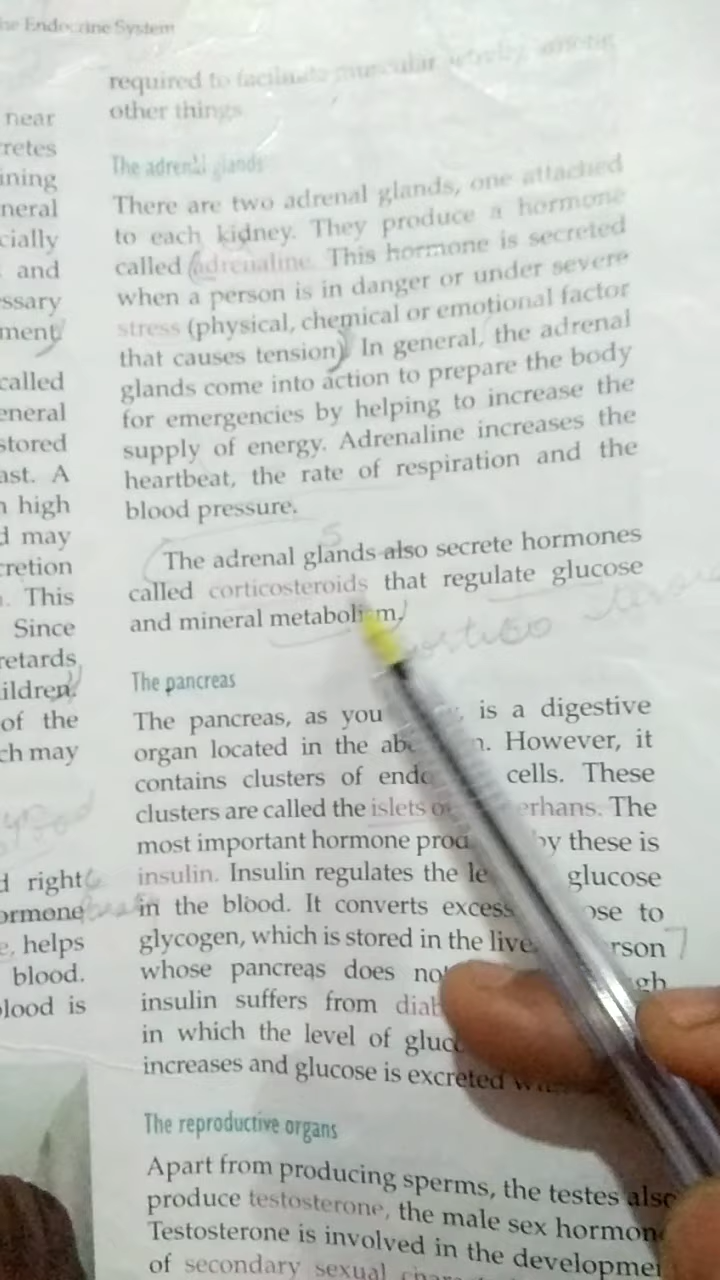 he Endocrine System
near
retes
ining
neral
cially
and
essary
ment,
called
eneral
stored
ast. A
high
d may
cretion
. This
Since
retards
ildren.
of the
ch may
d right
ormone
e, helps
blood.
blood is
required to facilitate muscular activity among
other things
The adrenal glands
There are two adrenal glands, one attached
to each kidney. They produce a hormone
called adrenaline. This hormone is secreted
when a person is in danger or under severe
stress (physical, chemical or emotional factor
that causes tension). In general, the adrenal
glands come into action to prepare the body
for emergencies by helping to increase the
supply of energy. Adrenaline increases the
heartbeat, the rate of respiration and the
blood pressure.
The adrenal glands also secrete hormones
called corticosteroids that regulate glucose
and mineral metabolism.
The pancreas
The pancreas, as you , is a digestive
organ located in the ab n. However, it
contains clusters of endo cells. These
clusters are called the islets o erhans. The
most important hormone prod by these is
insulin. Insulin regulates the le glucose
in the blood. It converts excess ose to
glycogen, which is stored in the live rson
whose pancreas does no gh
insulin suffers from diab
in which the level of gluc
increases and glucose is excreted
The reproductive organs
Apart from producing sperms, the testes also
produce testosterone, the male sex hormon
Testosterone is involved in the developmen
of secondary sexual char